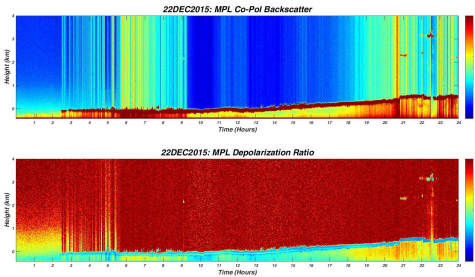 22DEC2015: MPL Co-Pol Backscatter
Height (km)
4
3
2
1
0
1 2 3 4 5 6 7 8 9 10 11 12 13 14 15 16 17 18 19 20 21 22 23 24
Time (Hours)
22DEC2015: MPL Depolarization Ratio
Height (km)
4
3
2
1
0
1 2 3 4 5 6 7 8 9 10 11 12 13 14 15 16 17 18 19 20 21 22 23 24
Time (Hours)